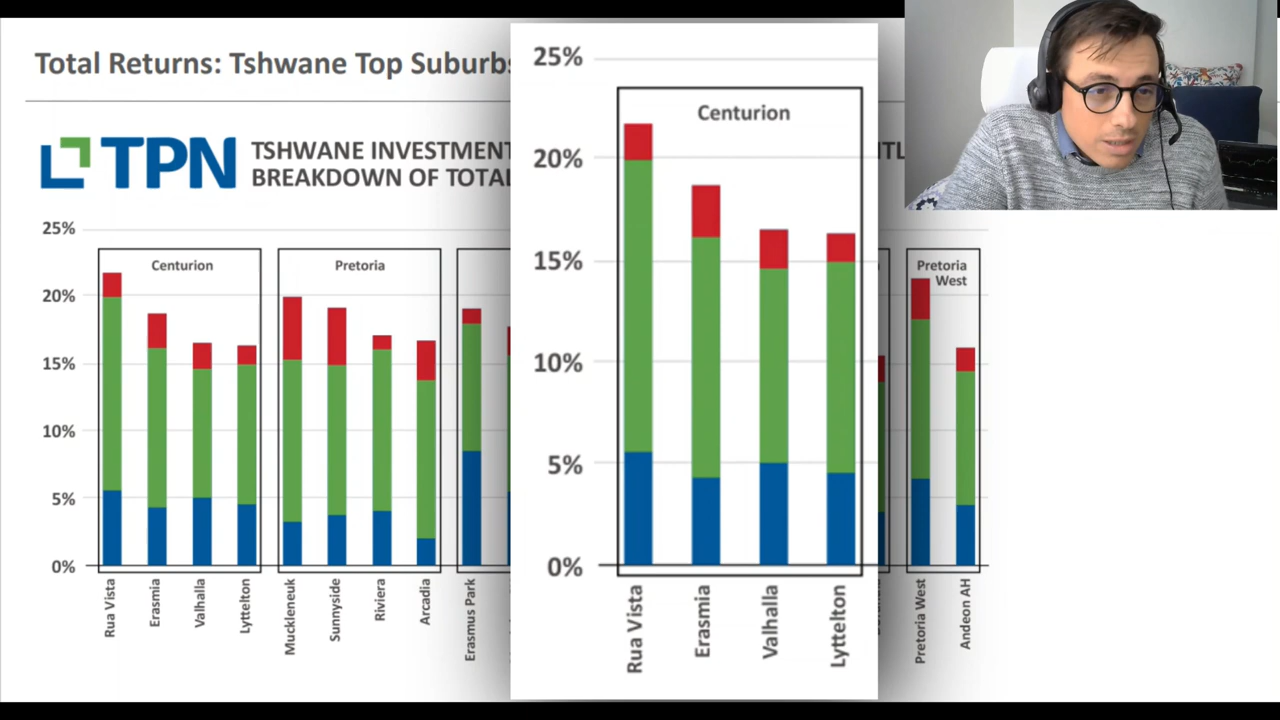 Total Returns: Tshwane Top Suburbs
TPN
TSHWANE INVESTMENT
BREAKDOWN OF TOTAL
25%
20%
15%
10%
5%
0%
Centurion
Pretoria
Pretoria
West
Rua Vista
Erasmia
Valhalla
Lyttelton
Muckleneuk
Sunnyside
Riviera
Arcadia
Erasmus Park
Pretoria West
Andeon AH
25%
20%
15%
10%
5%
0%
Centurion
Rua Vista
Erasmia
Valhalla
Lyttelton